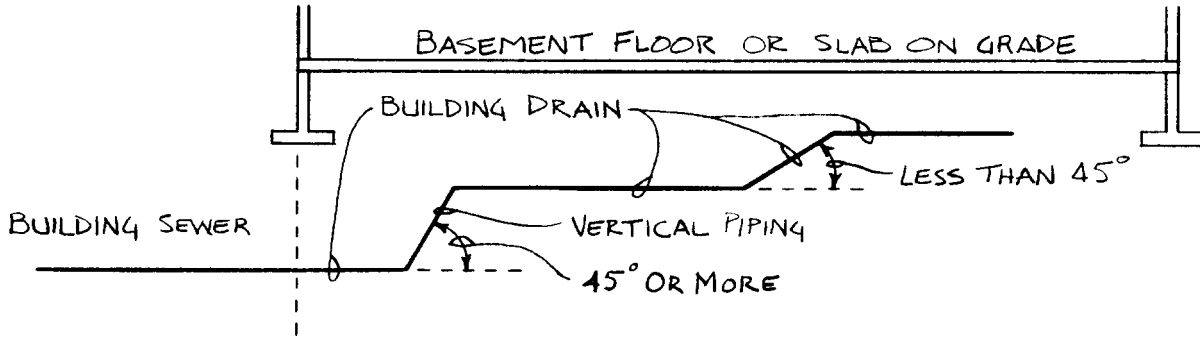 BASEMENT FLOOR OR SLAB ON GRADE
BUILDING DRAIN
LESS THAN 45°
BUILDING SEWER
VERTICAL PIPING
45° OR MORE